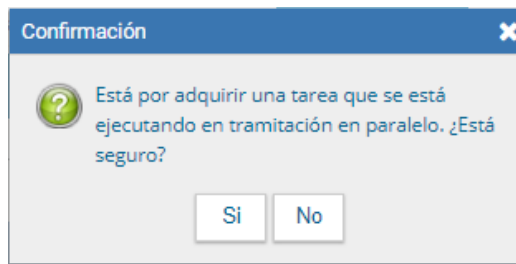 Confirmación
Está por adquirir una tarea que se está
ejecutando en tramitación en paralelo. ¿Está
seguro?
Si No